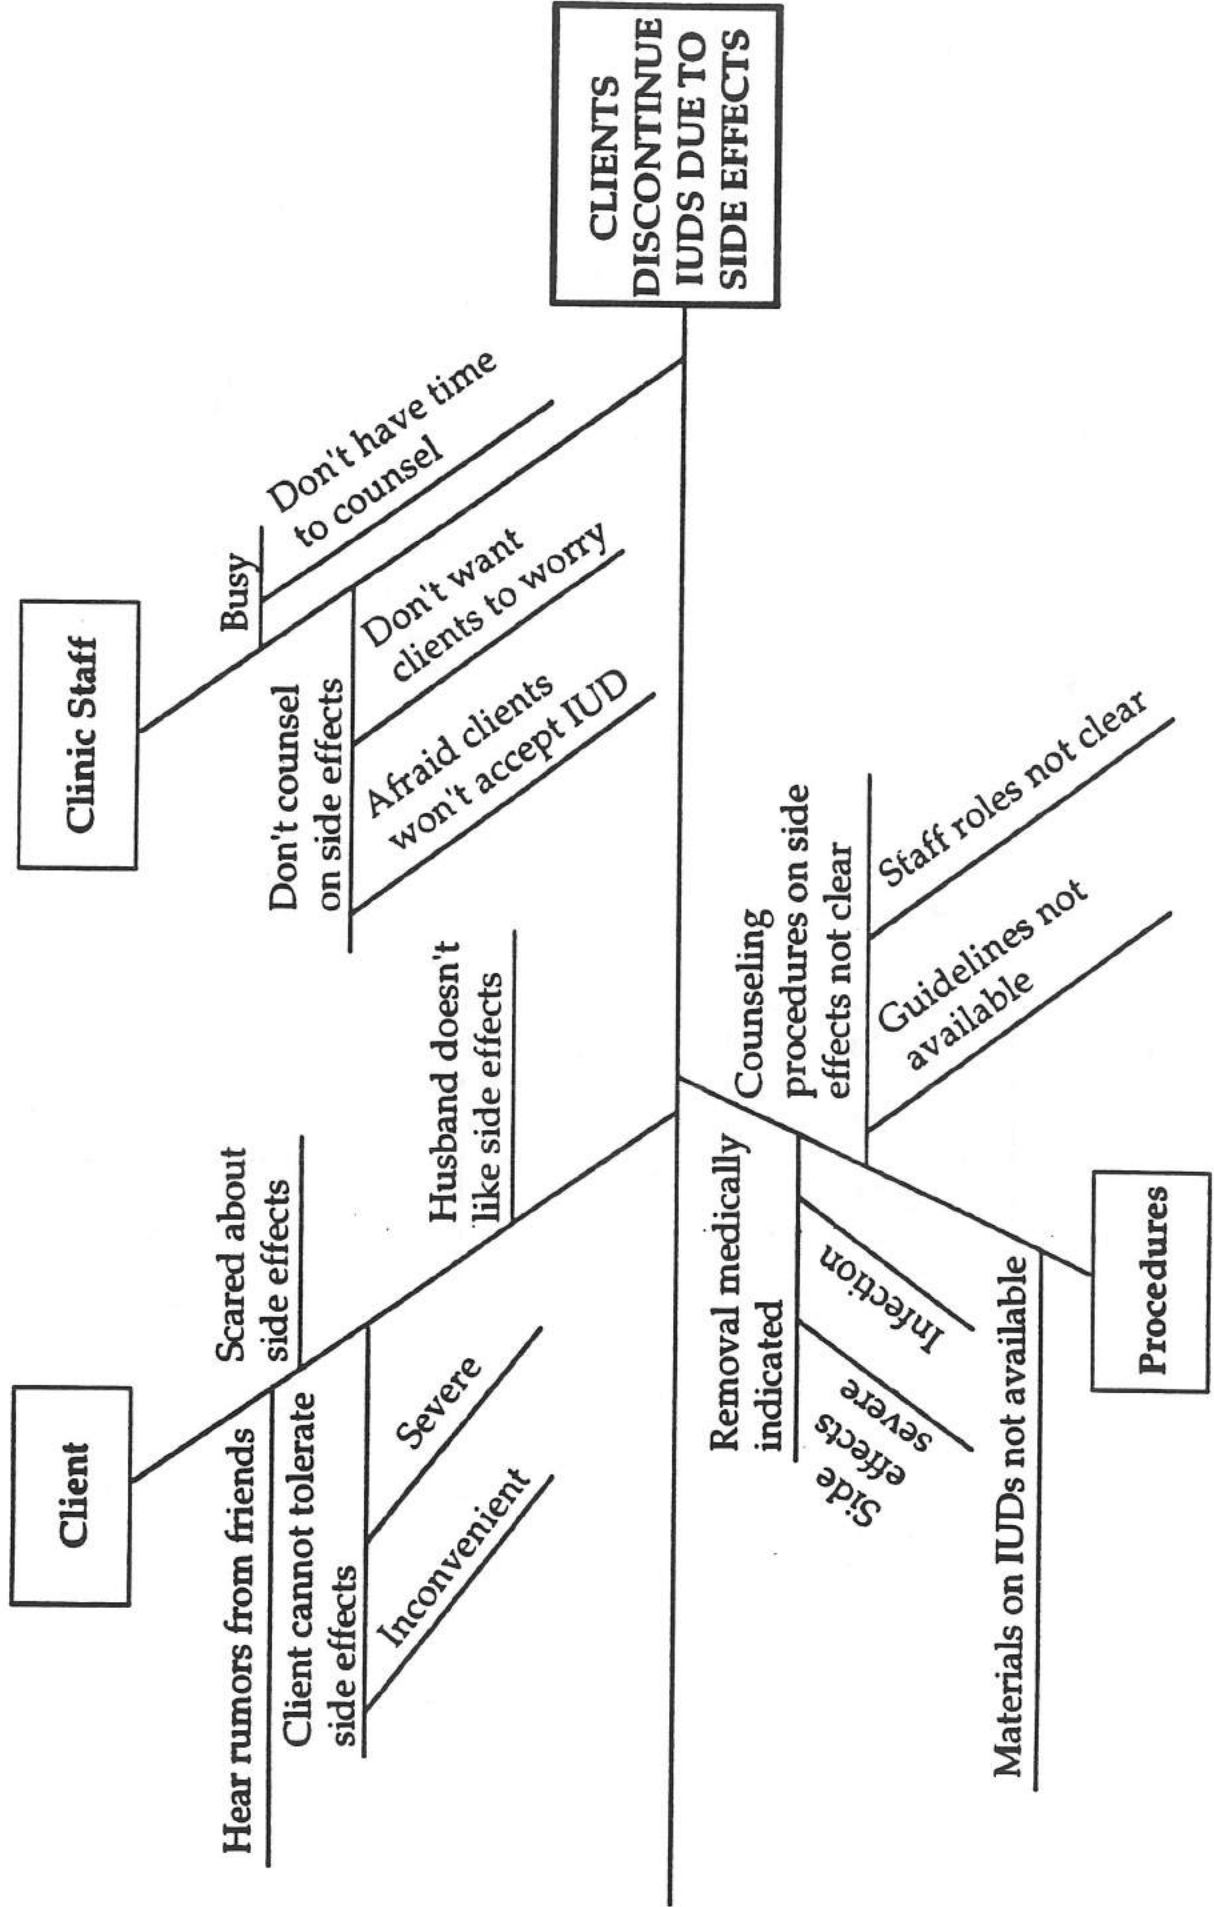 Client
Hear rumors from friends
Scared about
side effects
Client cannot tolerate
side effects
Inconvenient
Severe
Husband doesn't
like side effects
Clinic Staff
Busy
Don't have time
to counsel
Don't counsel
on side effects
Afraid clients
won't accept IUD
Don't want
clients to worry
CLIENTS
DISCONTINUE
IUDS DUE TO
SIDE EFFECTS
Removal medically
indicated
Side
effects
severe
Infection
Counseling
procedures on side
effects not clear
Guidelines not
available
Staff roles not clear
Materials on IUDs not available
Procedures